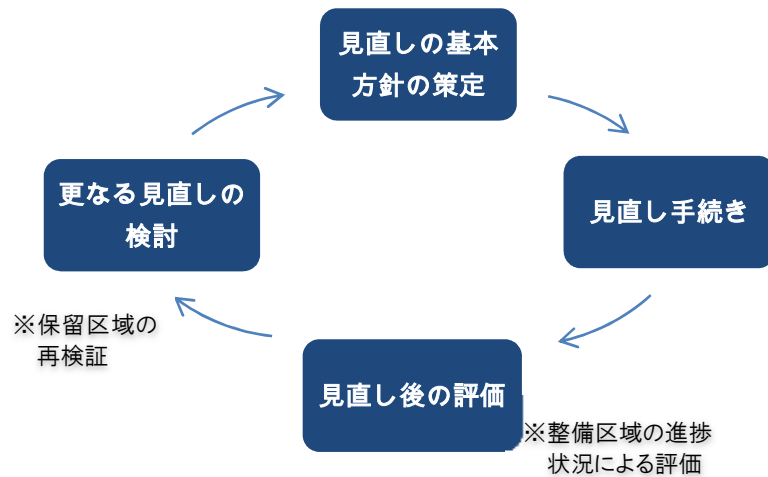 見直しの基本
方針の策定
見直し手続き
見直し後の評価
※整備区域の進捗
状況による評価
更なる見直しの
検討
※保留区域の
再検証